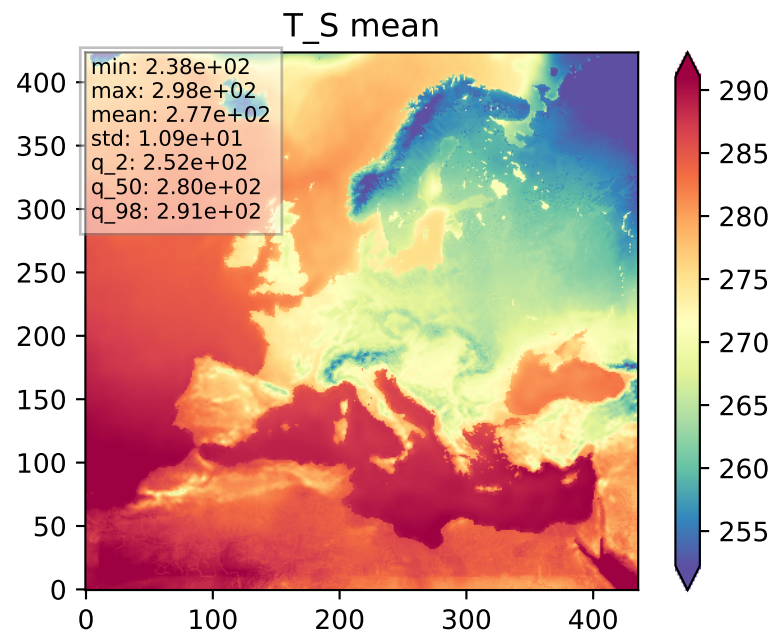 T_S mean
min: 2.38e+02
max: 2.98e+02
mean: 2.77e+02
std: 1.09e+01
q_2: 2.52e+02
q_50: 2.80e+02
q_98: 2.91e+02
400
350
300
250
200
150
100
50
0
0 100 200 300 400
290
285
280
275
270
265
260
255